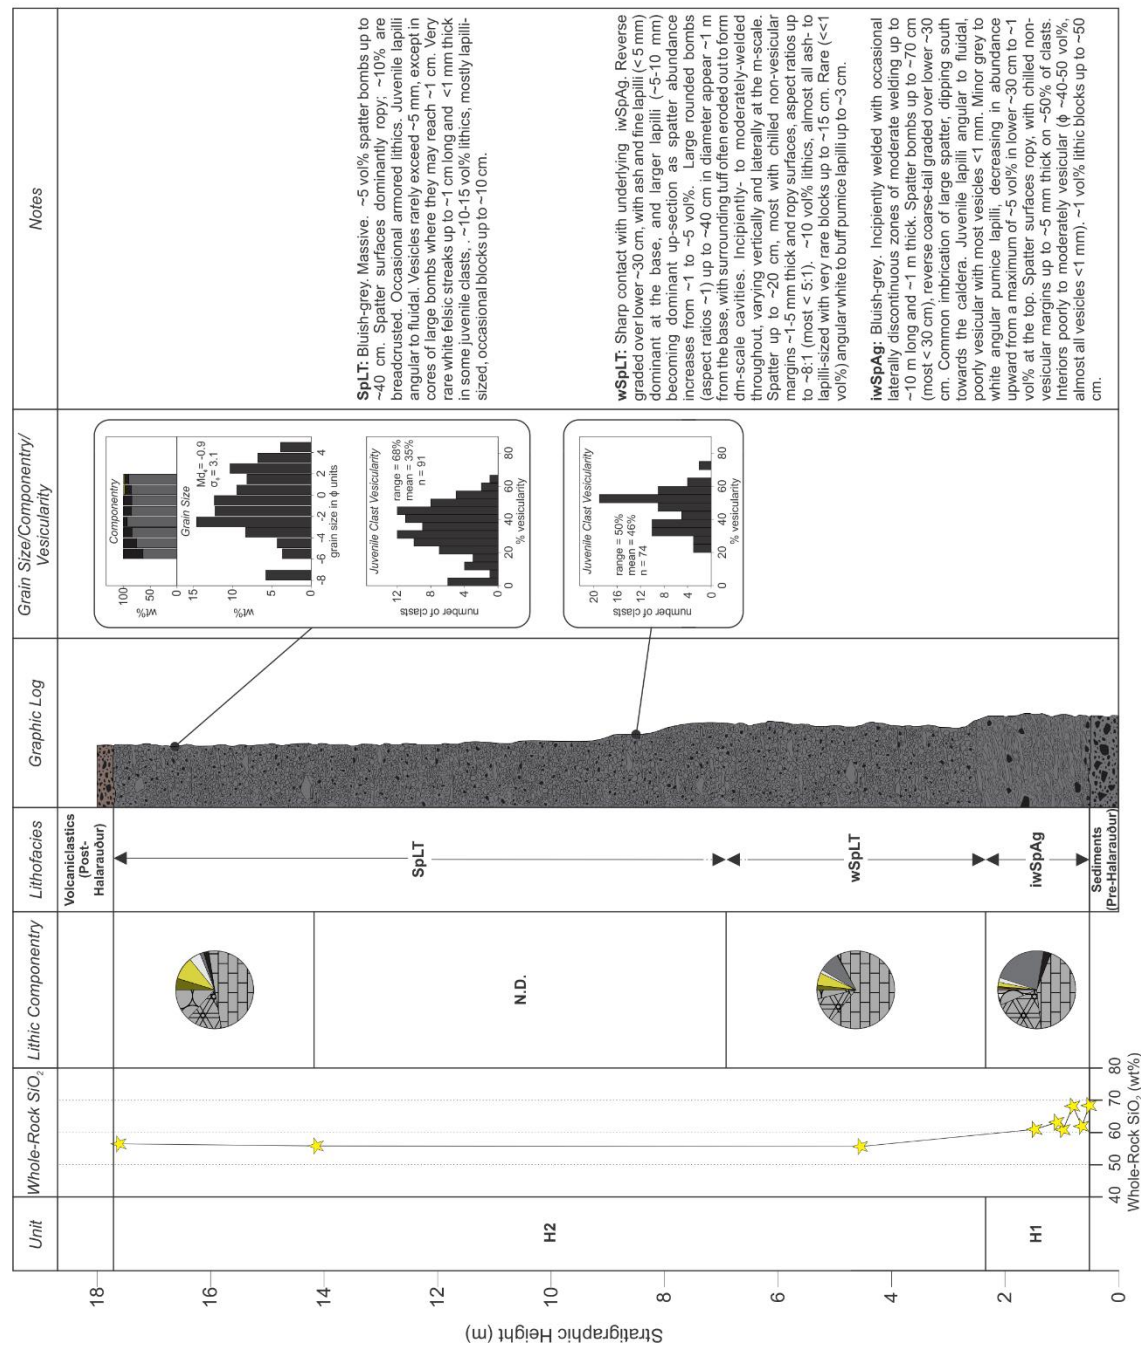 Unit
Whole-Rock SiO₂
Lithic Componentry
Lithofacies
Graphic Log
Grain Size/Componentry/
Vesicularity
Notes
Stratigraphic Height (m)
18
16
14
12
10
8
6
4
2
0
H2
H1
40
50
60
70
80
Whole-Rock SiO₂ (wt%)
N.D.
Volcaniclastics
(Post-
Halarauður)
SpLT
wSpLT
iwSpAg
Sediments
(Pre-Halarauður)
Componentry
wt%
100
50
0
Grain Size
Mdϕ= -0.9
σϕ= 3.1
wt%
15
10
5
0
-8
-6
-4
-2
0
2
4
grain size in ϕ units
Juvenile Clast Vesicularity
range = 68%
mean = 35%
n = 91
number of clasts
12
8
4
0
0
20
40
60
80
% vesicularity
Juvenile Clast Vesicularity
range = 50%
mean = 46%
n = 74
number of clasts
20
16
12
8
4
0
0
20
40
60
80
% vesicularity
SpLT: Bluish-grey. Massive. ~5 vol% spatter bombs up to
~40 cm. Spatter surfaces dominantly ropy; ~10% are
breadcrusted. Occasional armored lithics. Juvenile lapilli
angular to fluidal. Vesicles rarely exceed ~5 mm, except in
cores of large bombs where they may reach ~1 cm. Very
rare white felsic streaks up to ~1 cm long and <1 mm thick
in some juvenile clasts, . ~10-15 vol% lithics, mostly lapilli-
sized, occasional blocks up to ~10 cm.
wSpLT: Sharp contact with underlying iwSpAg. Reverse
graded over lower ~30 cm, with ash and fine lapilli (< 5 mm)
dominant at the base, and larger lapilli (~5-10 mm)
becoming dominant up-section as spatter abundance
increases from ~1 to ~5 vol%. Large rounded bombs
(aspect ratios ~1) up to ~40 cm in diameter appear ~1 m
from the base, with surrounding tuff often eroded out to form
dm-scale cavities. Incipiently- to moderately-welded
throughout, varying vertically and laterally at the m-scale.
Spatter up to ~20 cm, most with chilled non-vesicular
margins ~1-5 mm thick and ropy surfaces, aspect ratios up
to ~8:1 (most < 5:1). ~10 vol% lithics, almost all ash- to
lapilli-sized with very rare blocks up to ~15 cm. Rare (<<1
vol%) angular white to buff pumice lapilli up to ~3 cm.
iwSpAg: Bluish-grey. Incipiently welded with occasional
laterally discontinuous zones of moderate welding up to
~10 m long and ~1 m thick. Spatter bombs up to ~70 cm
(most < 30 cm), reverse coarse-tail graded over lower ~30
cm. Common imbrication of large spatter, dipping south
towards the caldera. Juvenile lapilli angular to fluidal,
poorly vesicular with most vesicles <1 mm. Minor grey to
white angular pumice lapilli, decreasing in abundance
upward from a maximum of ~5 vol% in lower ~30 cm to ~1
vol% at the top. Spatter surfaces ropy, with chilled non-
vesicular margins up to ~5 mm thick on ~50% of clasts.
Interiors poorly to moderately vesicular (ϕ ~40-50 vol%,
almost all vesicles <1 mm). ~1 vol% lithic blocks up to ~50
cm.